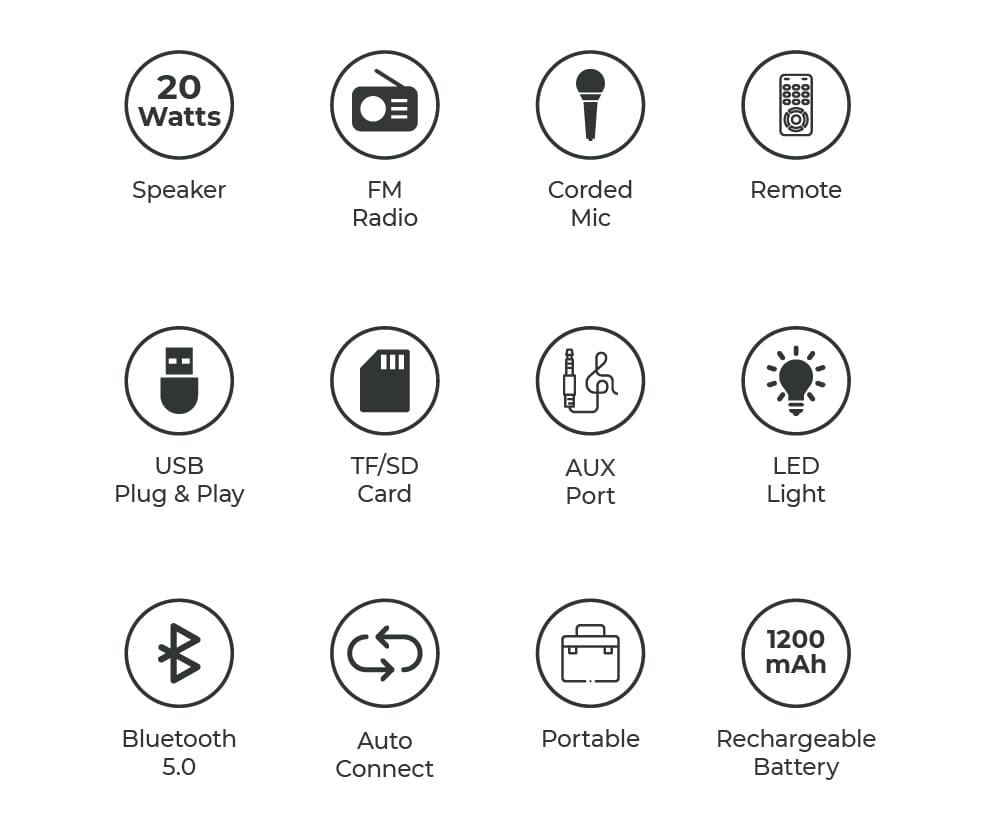 20
Watts
Speaker
FM
Radio
Corded
Mic
Remote
USB
Plug & Play
TF/SD
Card
AUX
Port
LED
Light
Bluetooth
5.0
Auto
Connect
Portable
1200
mAh
Rechargeable
Battery